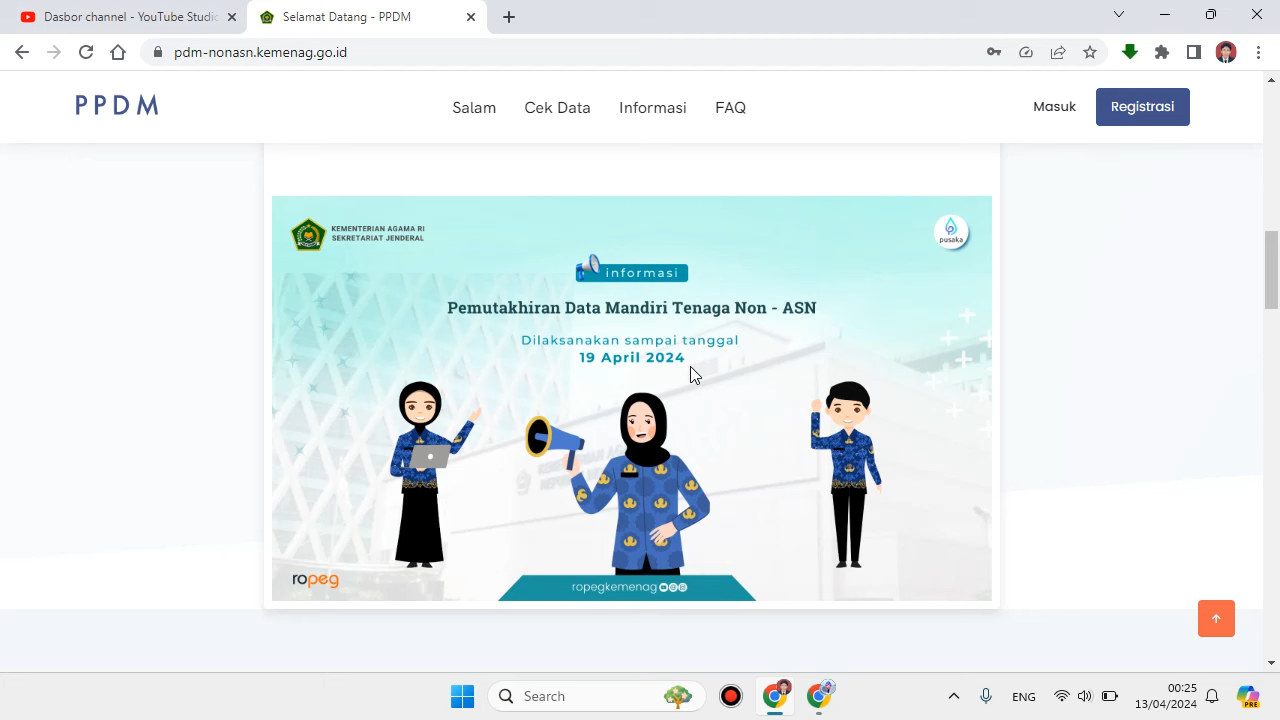 Dasbor channel - YouTube Studio
Selamat Datang - PPDM
pdm-nonasn.kemenag.go.id
PPDM
Salam
Cek Data
Informasi
FAQ
Masuk
Registrasi
KEMENTERIAN AGAMA RI
SEKRETARIAT JENDERAL
pusaka
informasi
Pemutakhiran Data Mandiri Tenaga Non - ASN
Dilaksanakan sampai tanggal
19 April 2024
ropeg
ropegkemenag
Search
ENG
00:25
13/04/2024
PRE